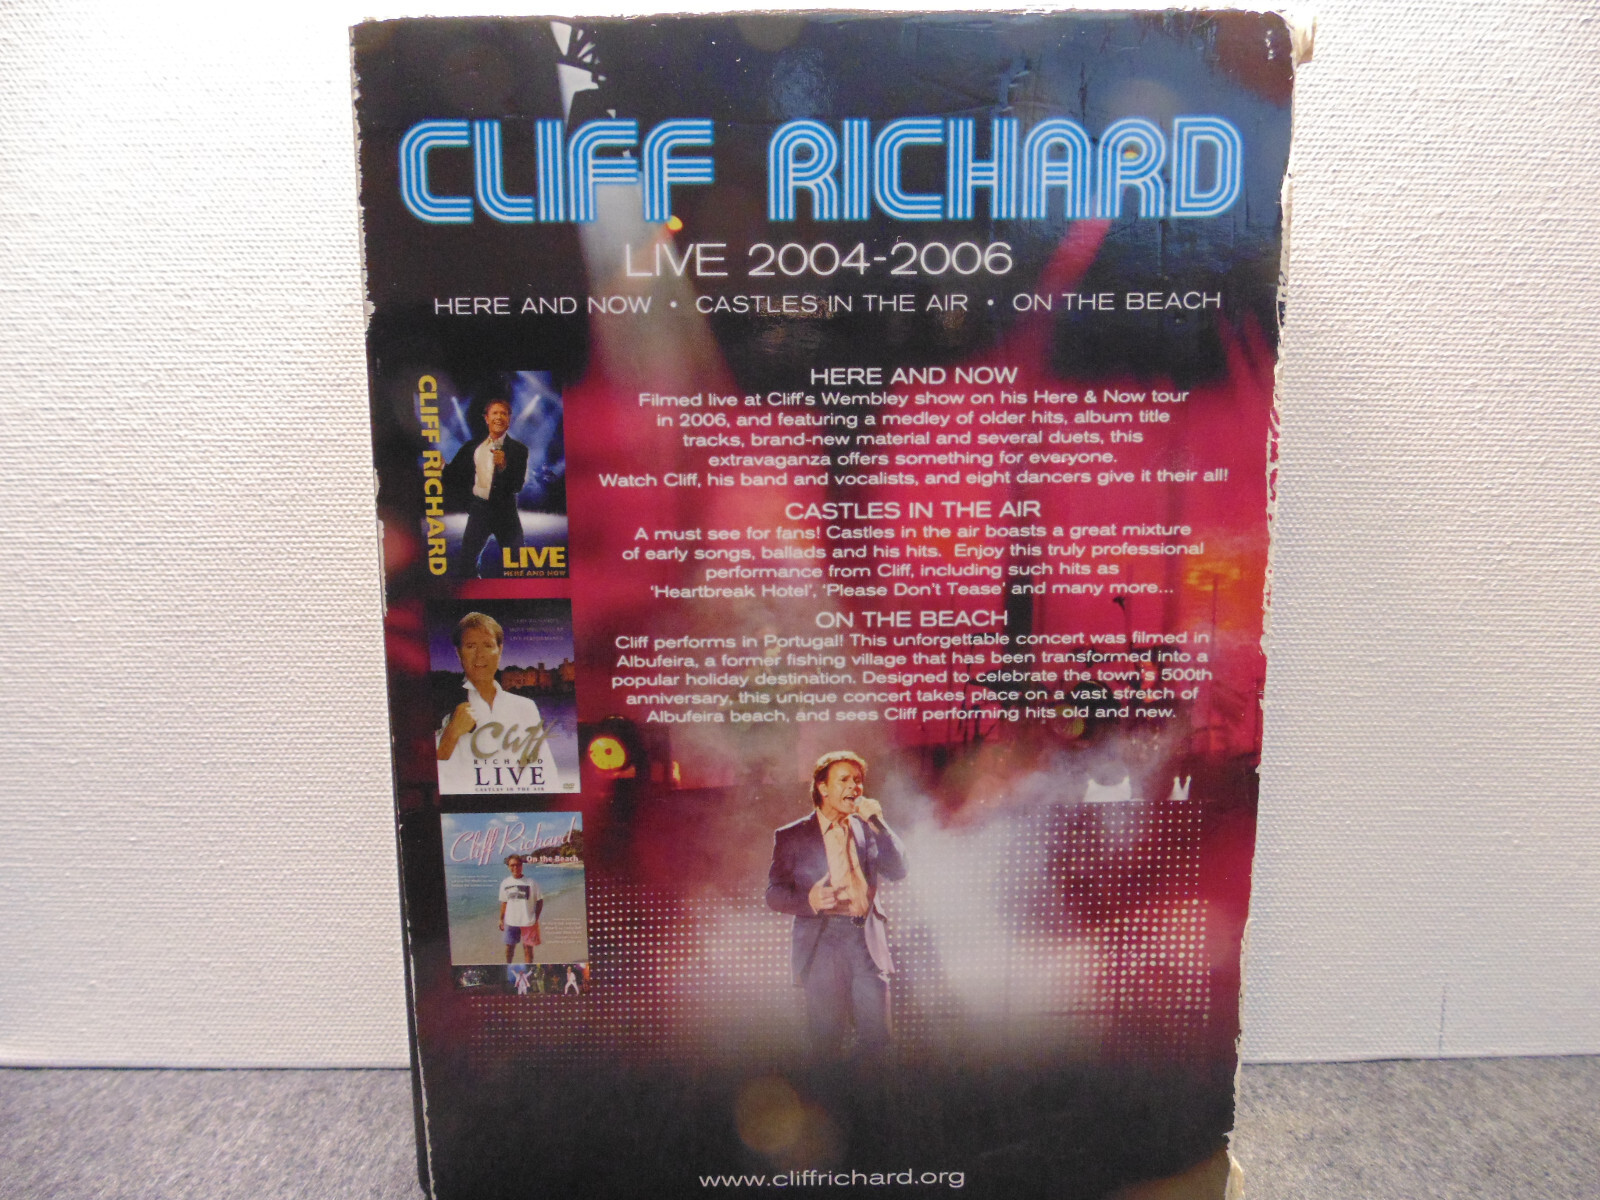 CLIFF RICHARD
LIVE 2004-2006
HERE AND NOW • CASTLES IN THE AIR • ON THE BEACH
HERE AND NOW
Filmed live at Cliff's Wembley show on his Here & Now tour
in 2006, and featuring a medley of older hits, album title
tracks, brand-new material and several duets, this
extravaganza offers something for everyone.
Watch Cliff, his band and vocalists, and eight dancers give it their all!
CASTLES IN THE AIR
A must see for fans! Castles in the air boasts a great mixture
of early songs, ballads and his hits. Enjoy this truly professional
performance from Cliff, including such hits as
'Heartbreak Hotel', 'Please Don't Tease' and many more...
ON THE BEACH
Cliff performs in Portugal! This unforgettable concert was filmed in
Albufeira, a former fishing village that has been transformed into a
popular holiday destination. Designed to celebrate the town's 500th
anniversary, this unique concert takes place on a vast stretch of
Albufeira beach, and sees Cliff performing hits old and new.
CLIFF RICHARD
LIVE
HERE AND NOW
Cliff
RICHARD
LIVE
CASTLES IN THE AIR
Cliff Richard
On the Beach
www.cliffrichard.org